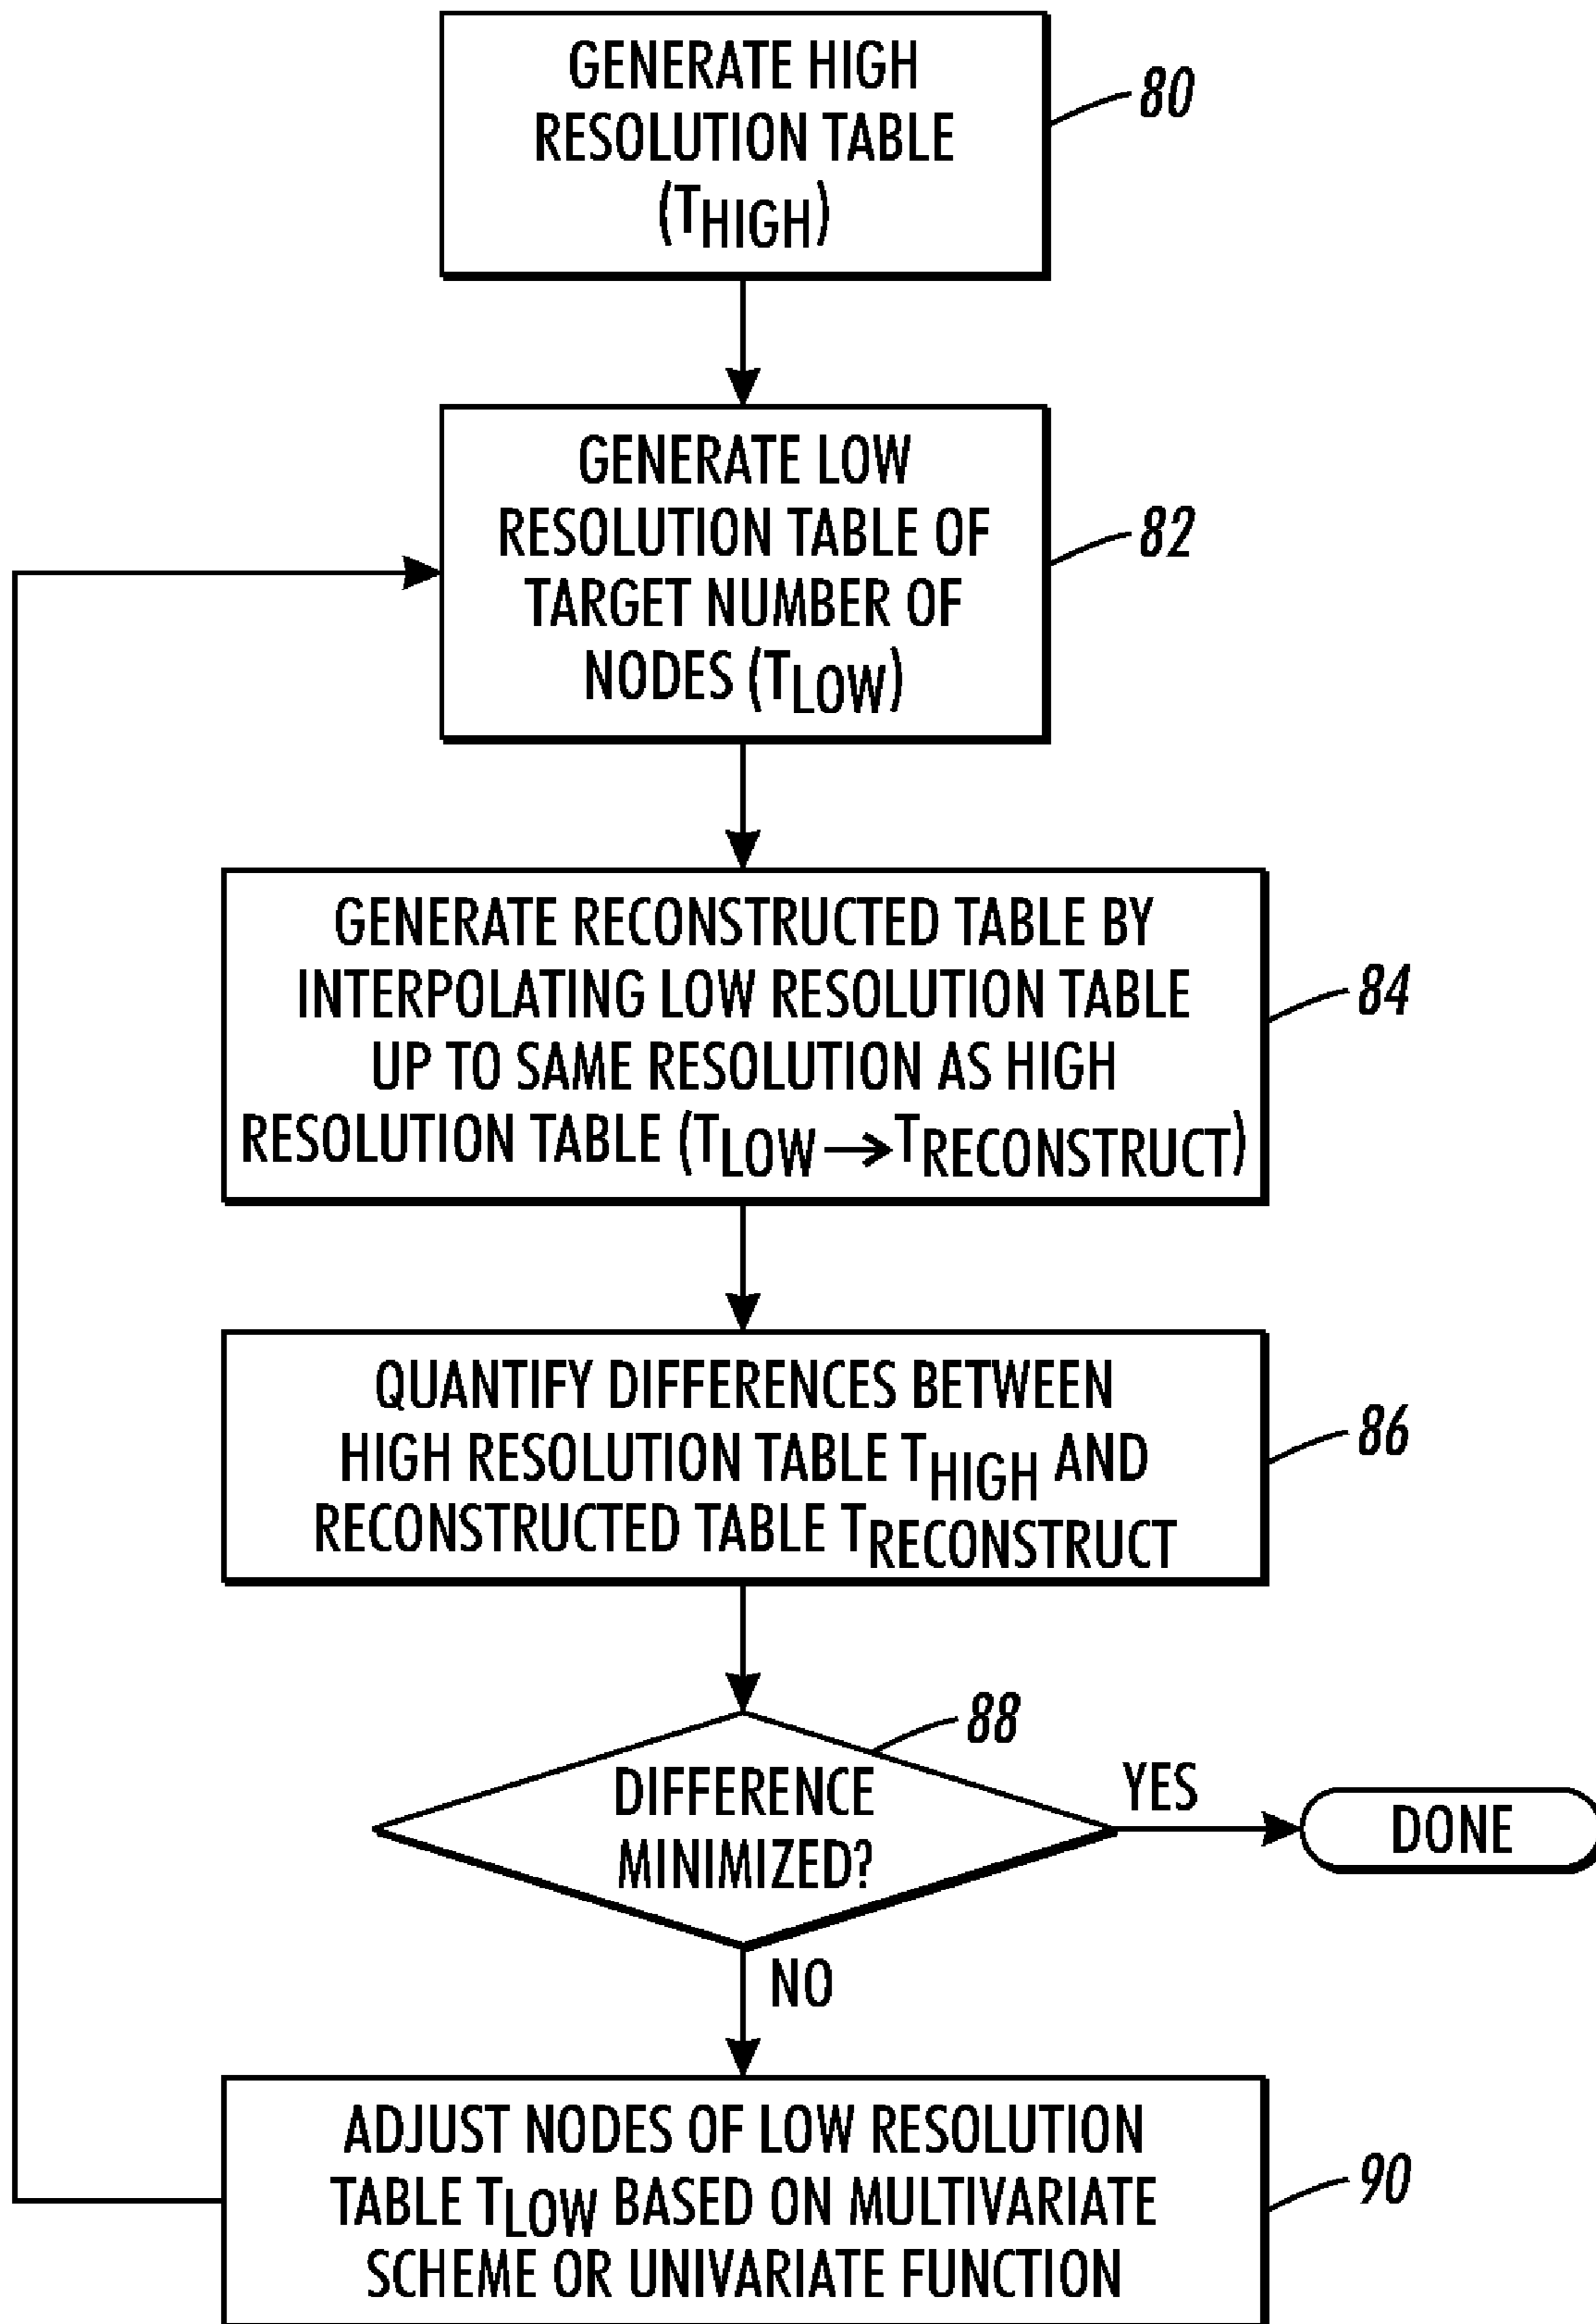 GENERATE HIGH
RESOLUTION TABLE
(THIGH)
80
GENERATE LOW
RESOLUTION TABLE OF
TARGET NUMBER OF
NODES (TLOW)
82
GENERATE RECONSTRUCTED TABLE BY
INTERPOLATING LOW RESOLUTION TABLE
UP TO SAME RESOLUTION AS HIGH
RESOLUTION TABLE (TLOW → TRECONSTRUCT)
84
QUANTIFY DIFFERENCES BETWEEN
HIGH RESOLUTION TABLE THIGH AND
RECONSTRUCTED TABLE TRECONSTRUCT
86
88
DIFFERENCE
MINIMIZED?
YES
DONE
NO
ADJUST NODES OF LOW RESOLUTION
TABLE TLOW BASED ON MULTIVARIATE
SCHEME OR UNIVARIATE FUNCTION
90